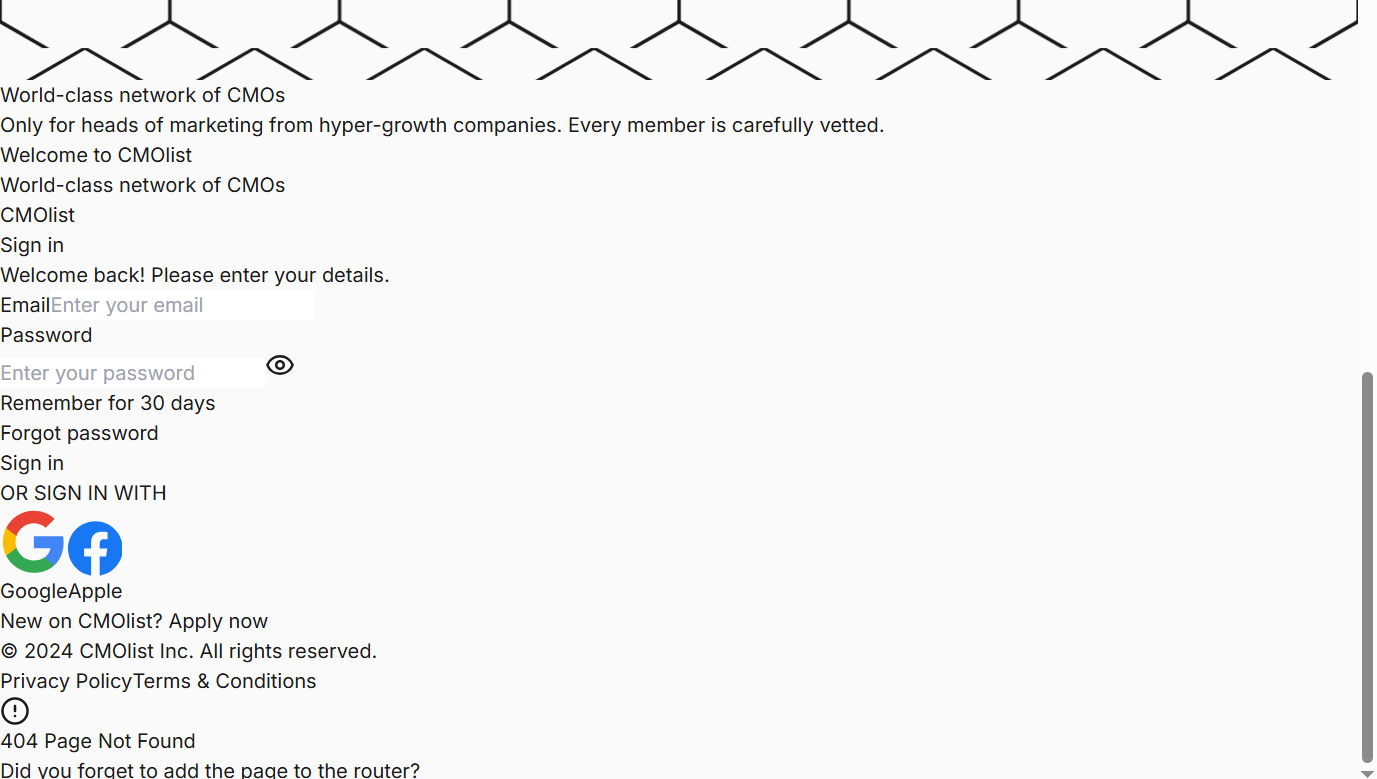 World-class network of CMOs
Only for heads of marketing from hyper-growth companies. Every member is carefully vetted.
Welcome to CMOlist
World-class network of CMOs
CMOlist
Sign in
Welcome back! Please enter your details.
EmailEnter your email
Password
Enter your password
Remember for 30 days
Forgot password
Sign in
OR SIGN IN WITH
GoogleApple
New on CMOlist? Apply now
© 2024 CMOlist Inc. All rights reserved.
Privacy PolicyTerms & Conditions
404 Page Not Found
Did you forget to add the page to the router?